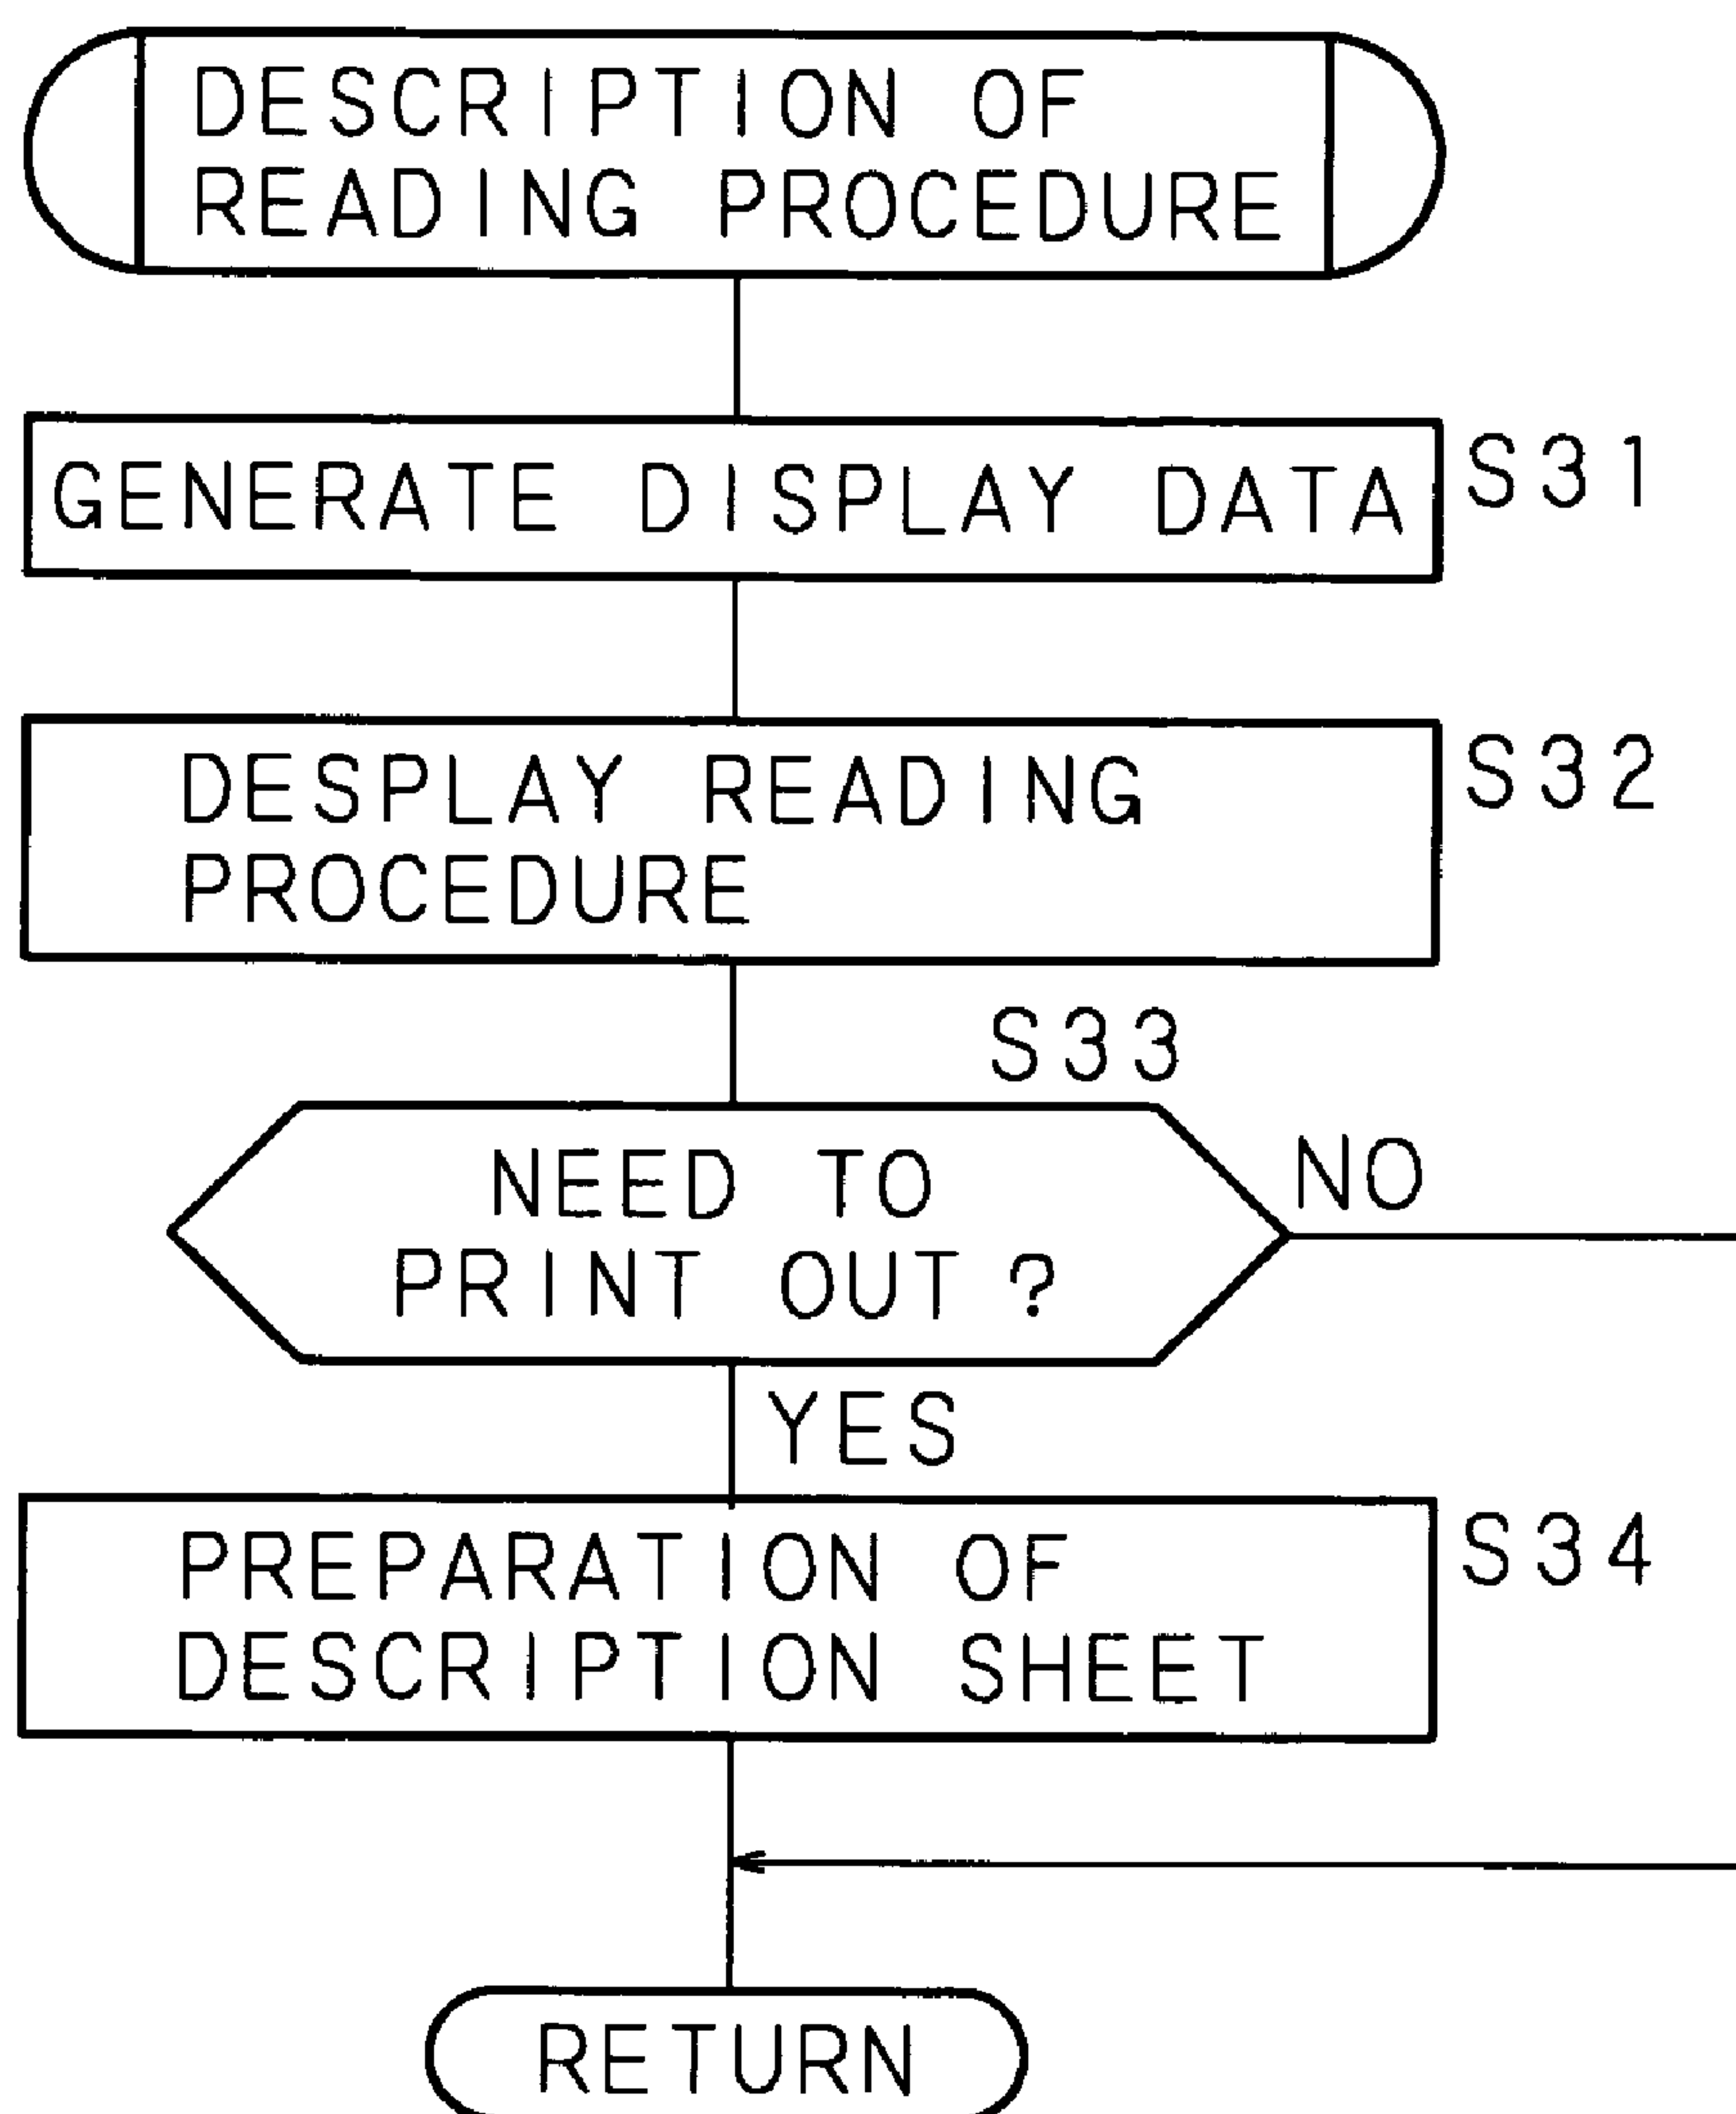 DESCRIPTION OF
READING PROCEDURE
GENERATE DISPLAY DATA
S31
DESPLAY READING
PROCEDURE
S32
S33
NEED TO
PRINT OUT?
NO
YES
PREPARATION OF
DESCRIPTION SHEET
S34
RETURN